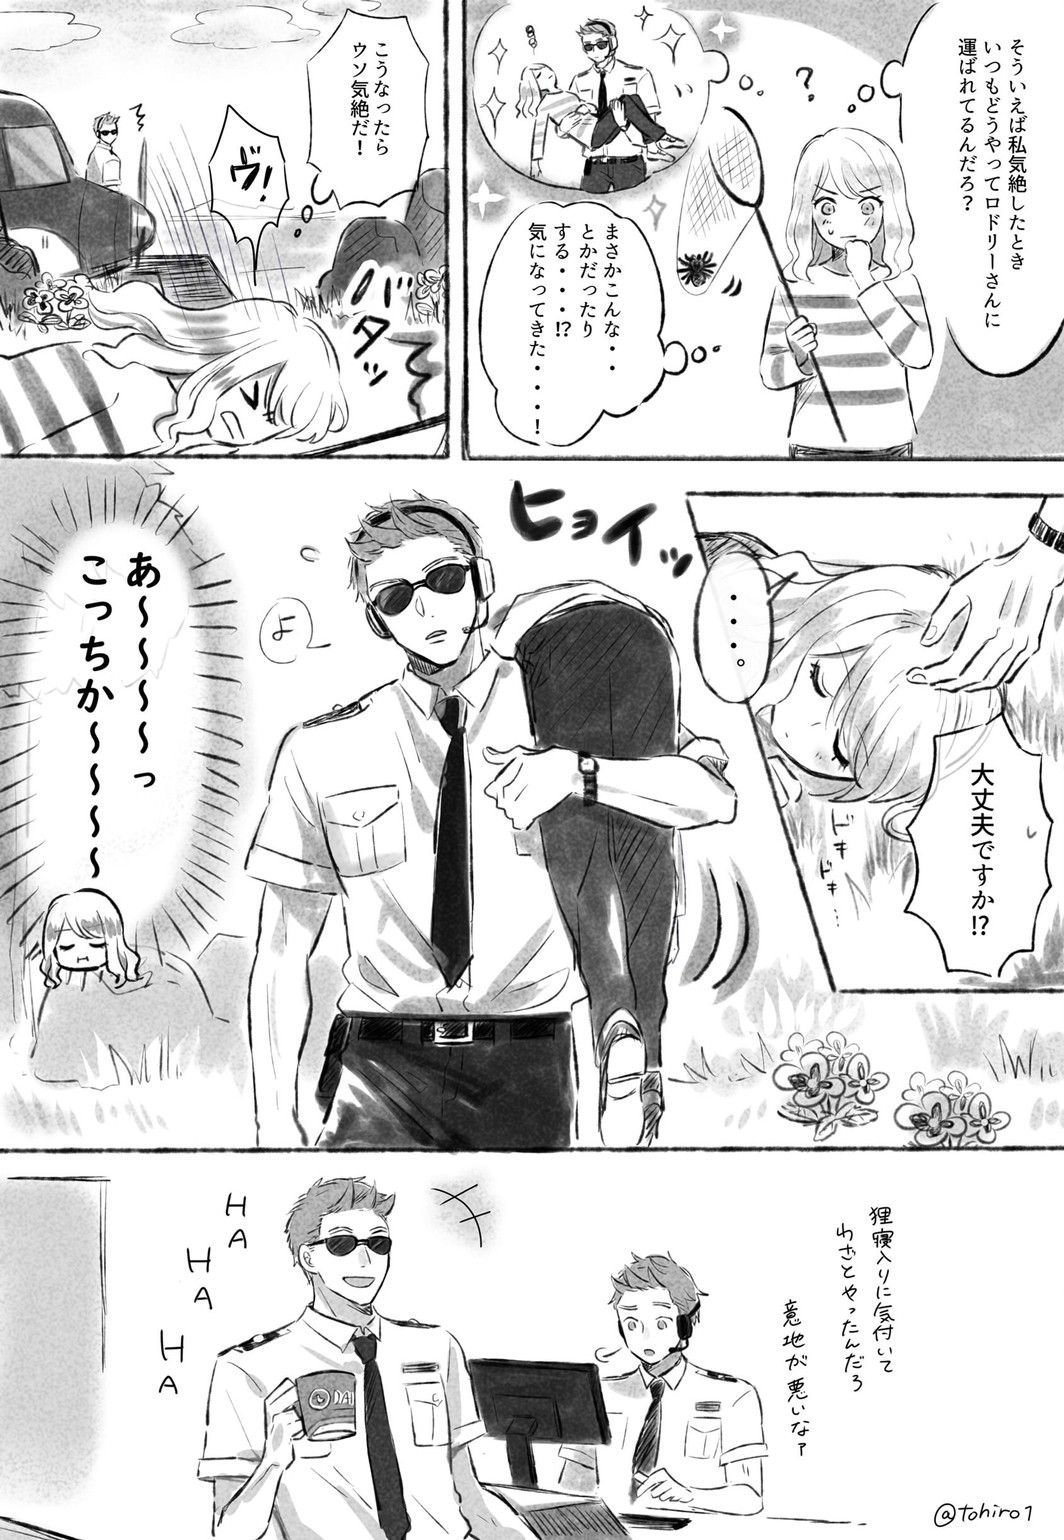 そういえば私気絶したとき
いつもどうやってロドリーさんに
運ばれてるんだろ?
?
まさかこんな・・
とかだったり
する・・・・!?
気になってきた・・・・!
こうなったら
ウソ気絶だ!
ヴ!
バタッ
・・・。
大丈夫ですか!?
ドキ
ドキ…
ヒョイッ
よっ
あ〜〜〜〜〜っ
こっちか〜〜〜〜〜
HA
HA
HA
DAI
狸寝入りに気付いて
わざとやったんだろ
意地が悪いなア
@tohiro1